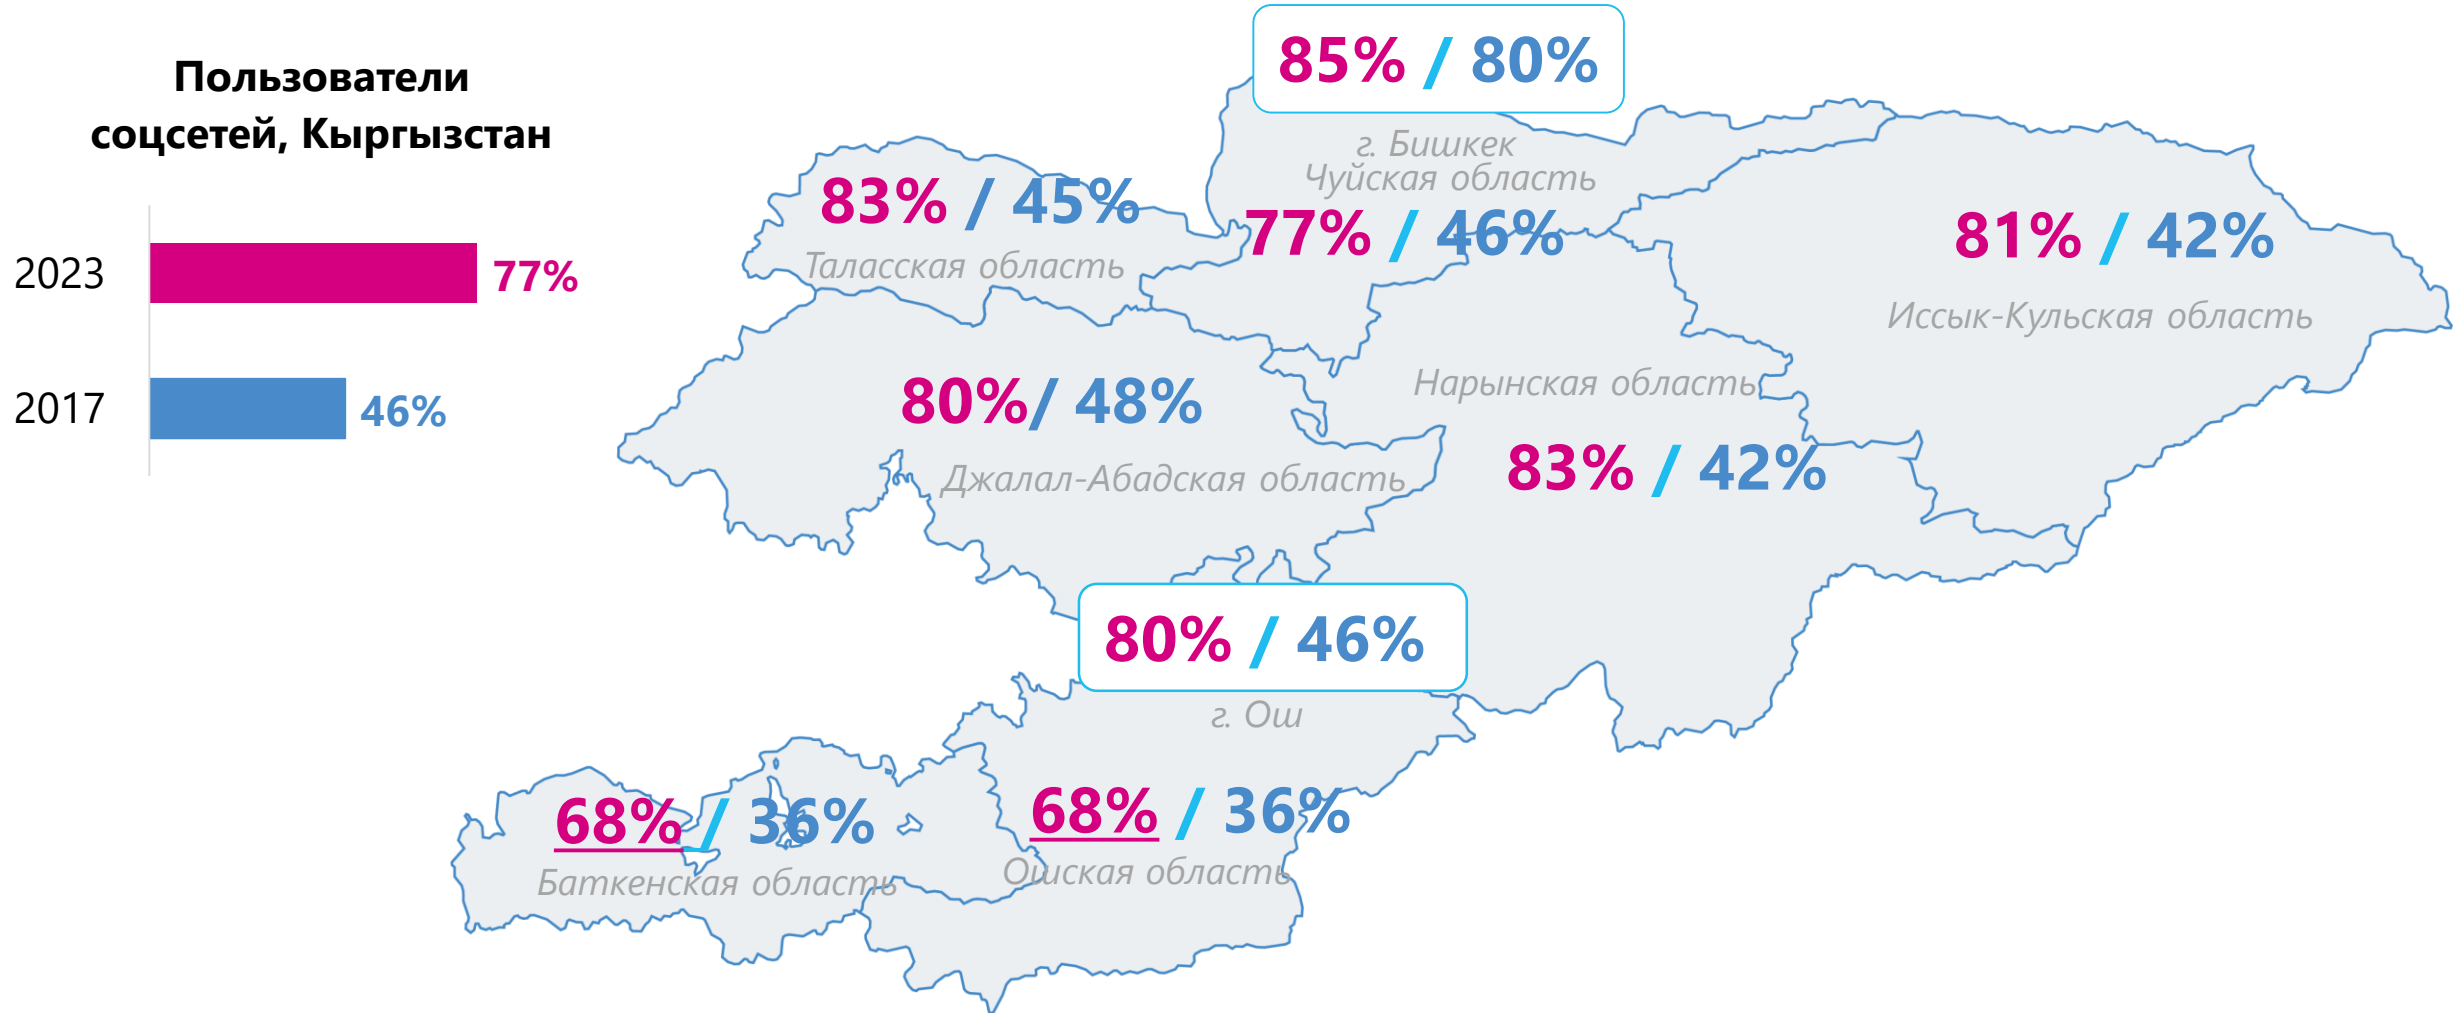 Пользователи
соцсетей, Кыргызстан
2023
77%
2017
46%
85% / 80%
г. Бишкек
Чуйская область
77% / 46%
83% / 45%
Таласская область
81% / 42%
Иссык-Кульская область
80%/ 48%
Джалал-Абадская область
Нарынская область
83% / 42%
80% / 46%
г. Ош
68% / 36%
Баткенская область
68% / 36%
Ошская область